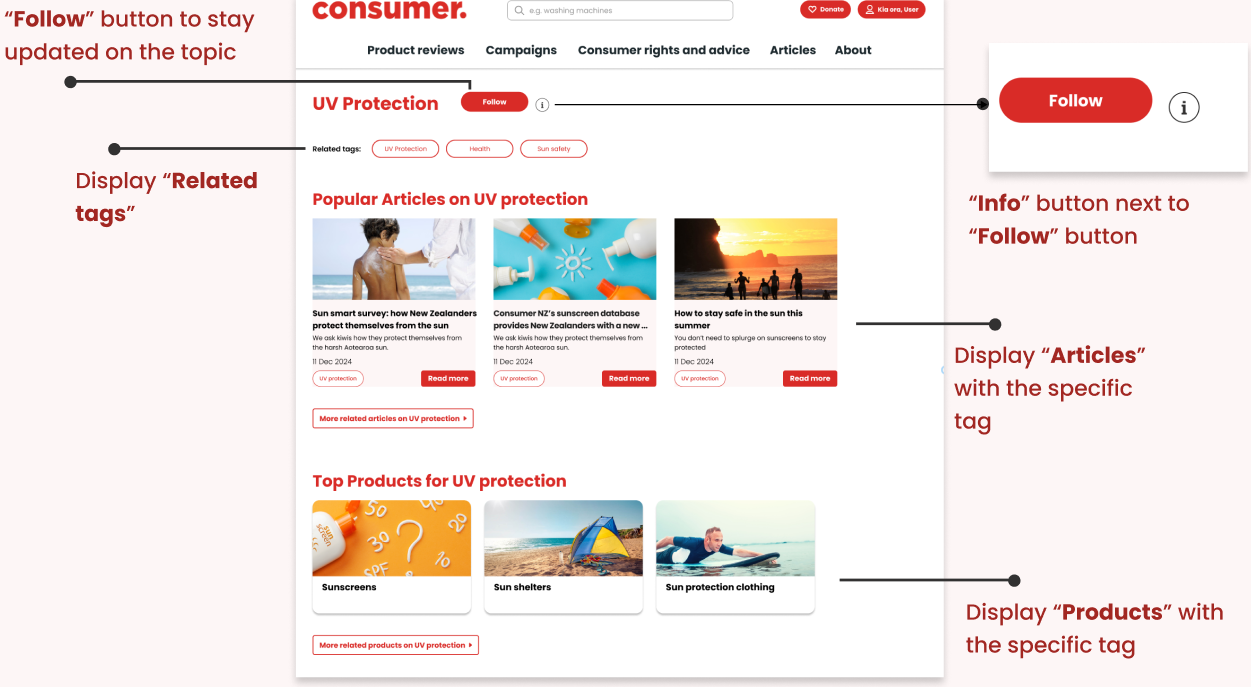 “Follow” button to stay
updated on the topic
Display “Related
tags”
consumer.
e.g. washing machines
Donate
Kia ora, User
Product reviews
Campaigns
Consumer rights and advice
Articles
About
UV Protection
Follow
i
Related tags:
UV Protection
Health
Sun safety
Popular Articles on UV protection
Sun smart survey: how New Zealanders
protect themselves from the sun
We ask kiwis how they protect themselves from
the harsh Aotearoa sun.
11 Dec 2024
UV protection
Read more
Consumer NZ’s sunscreen database
provides New Zealanders with a new ...
We ask kiwis how they protect themselves from
the harsh Aotearoa sun.
11 Dec 2024
UV protection
Read more
How to stay safe in the sun this
summer
You don’t need to splurge on sunscreens to stay
protected
11 Dec 2024
UV protection
Read more
More related articles on UV protection
Top Products for UV protection
sun
screen
50
40
30
?
20
10
SPF
Sunscreens
Sun shelters
Sun protection clothing
More related products on UV protection
Follow
i
“Info” button next to
“Follow” button
Display “Articles”
with the specific
tag
Display “Products” with
the specific tag